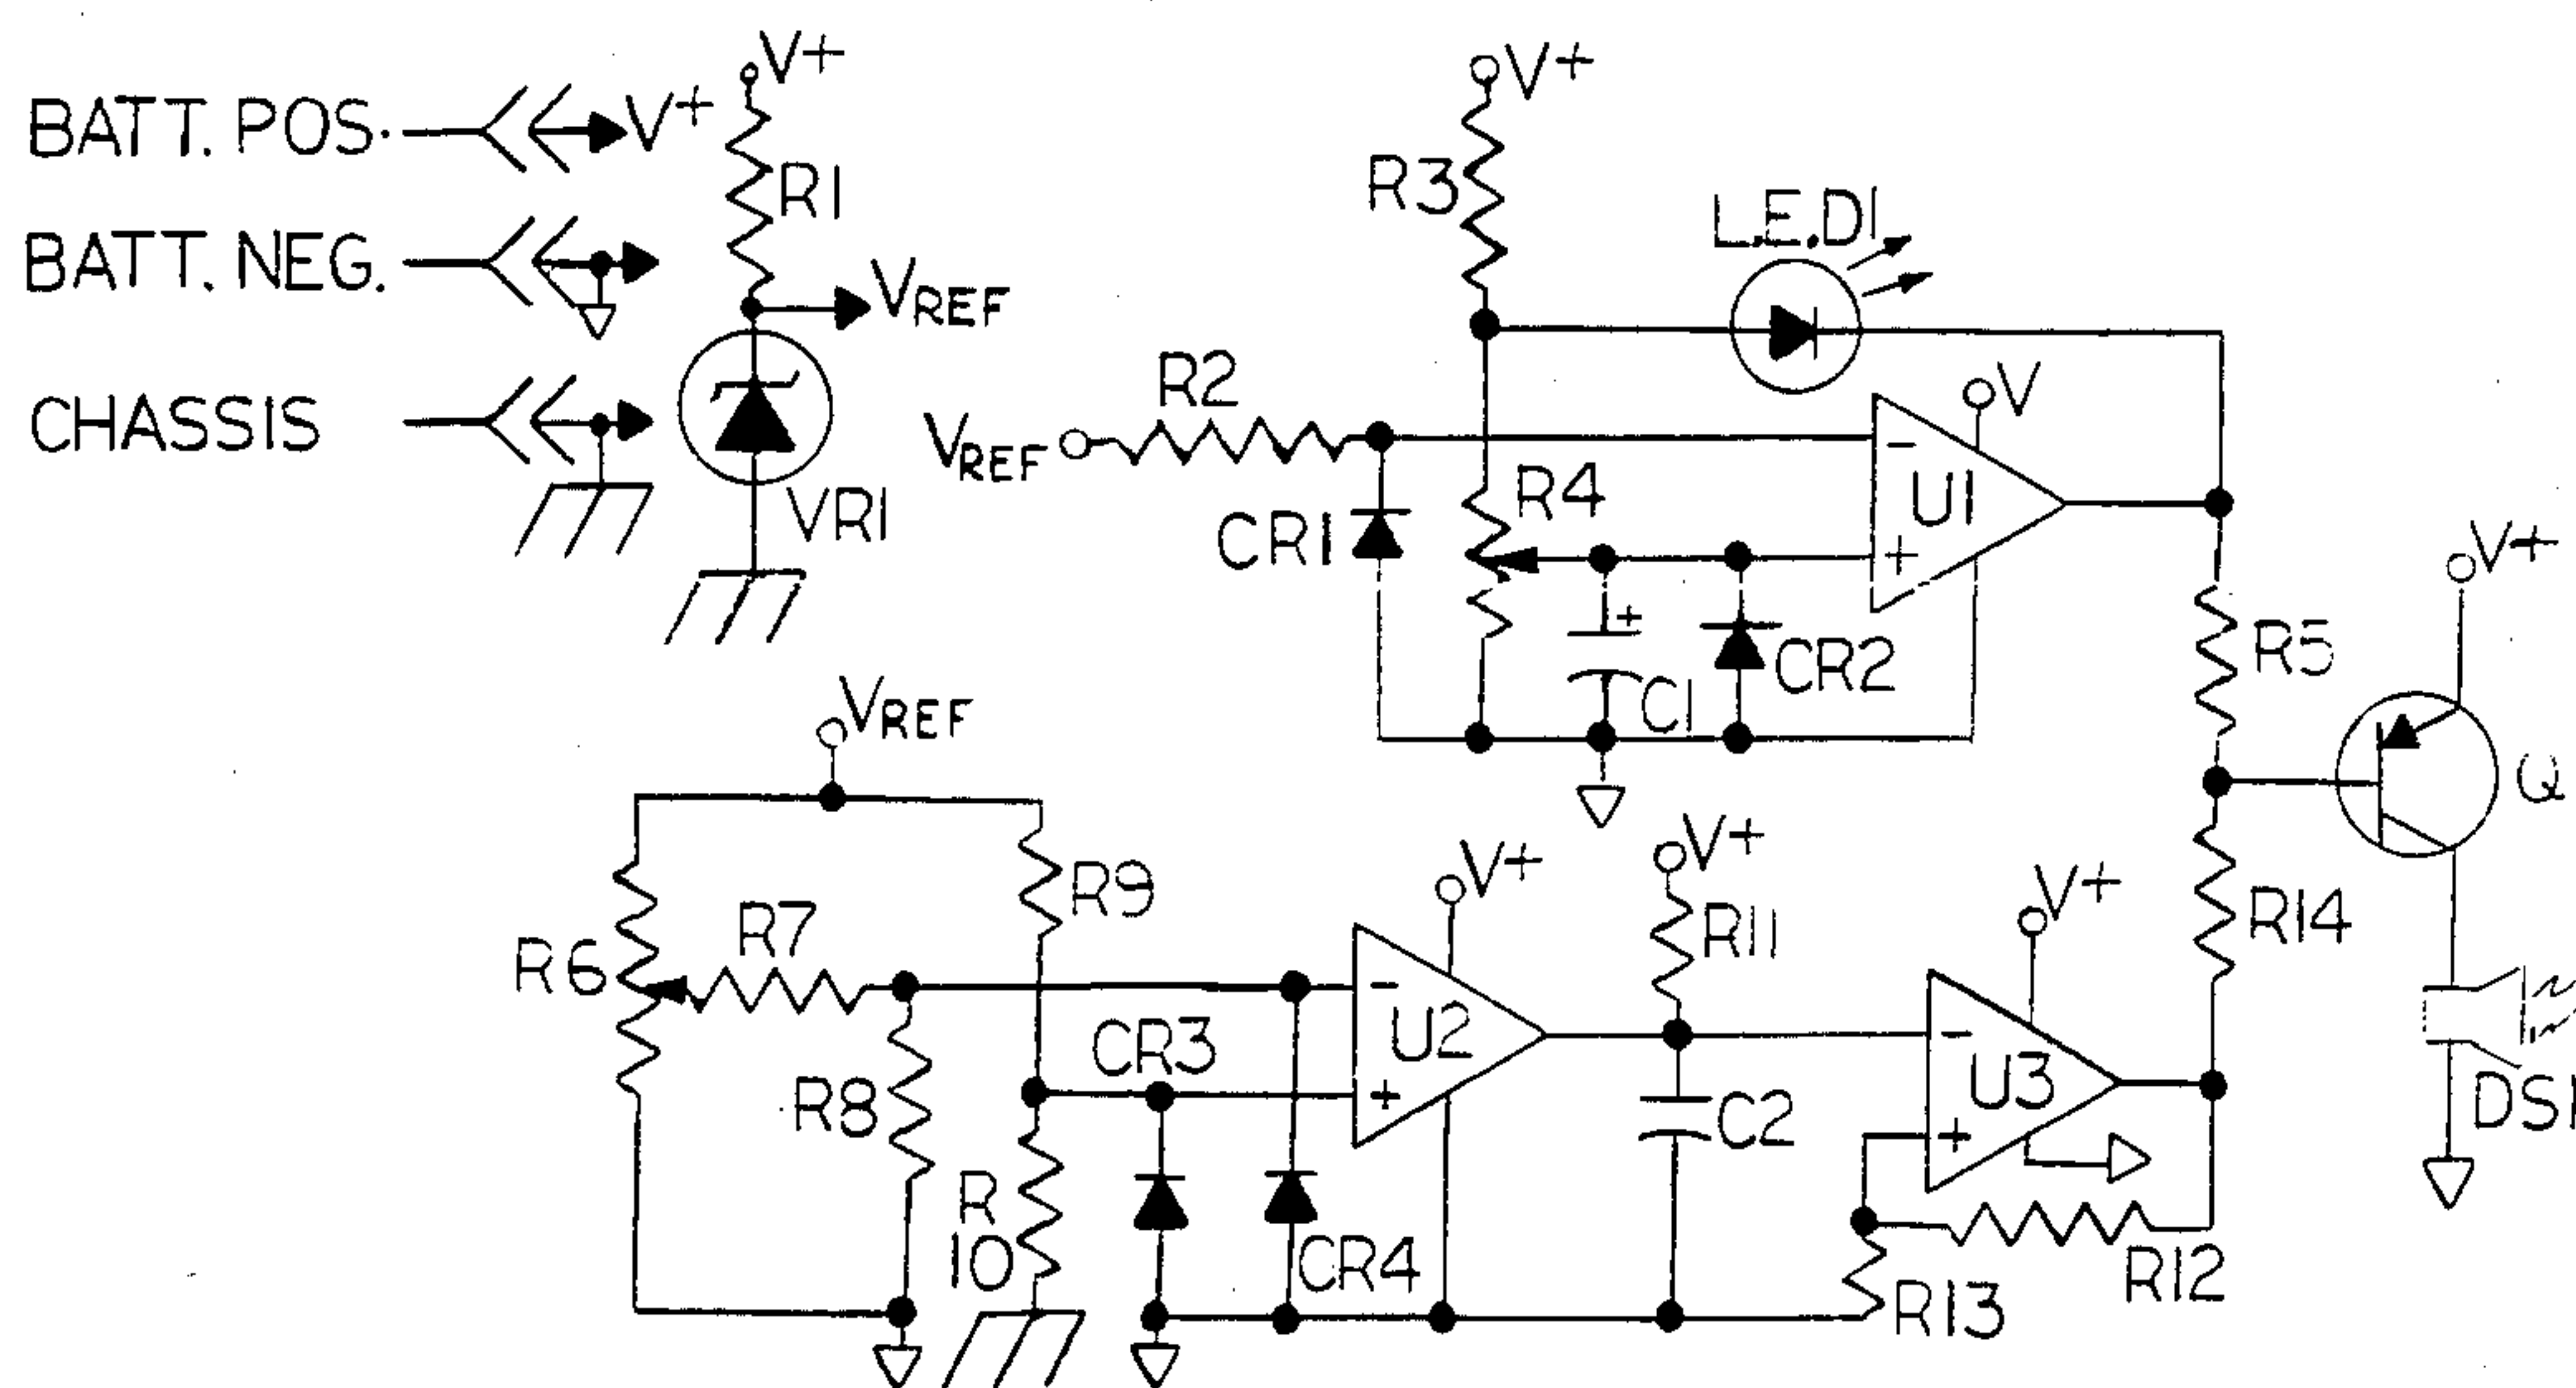 BATT. POS.
V+
BATT. NEG.
CHASSIS
V+
R1
VREF
VR1
V+
R3
L.E.D1
R2
VREF
CR1
R4
-
+
U1
V
+
C1
CR2
R5
V+
Q
VREF
R6
R7
R8
R9
R
10
CR3
CR4
-
+
U2
V+
V+
R11
C2
-
+
U3
V+
R12
R13
R14
DS1